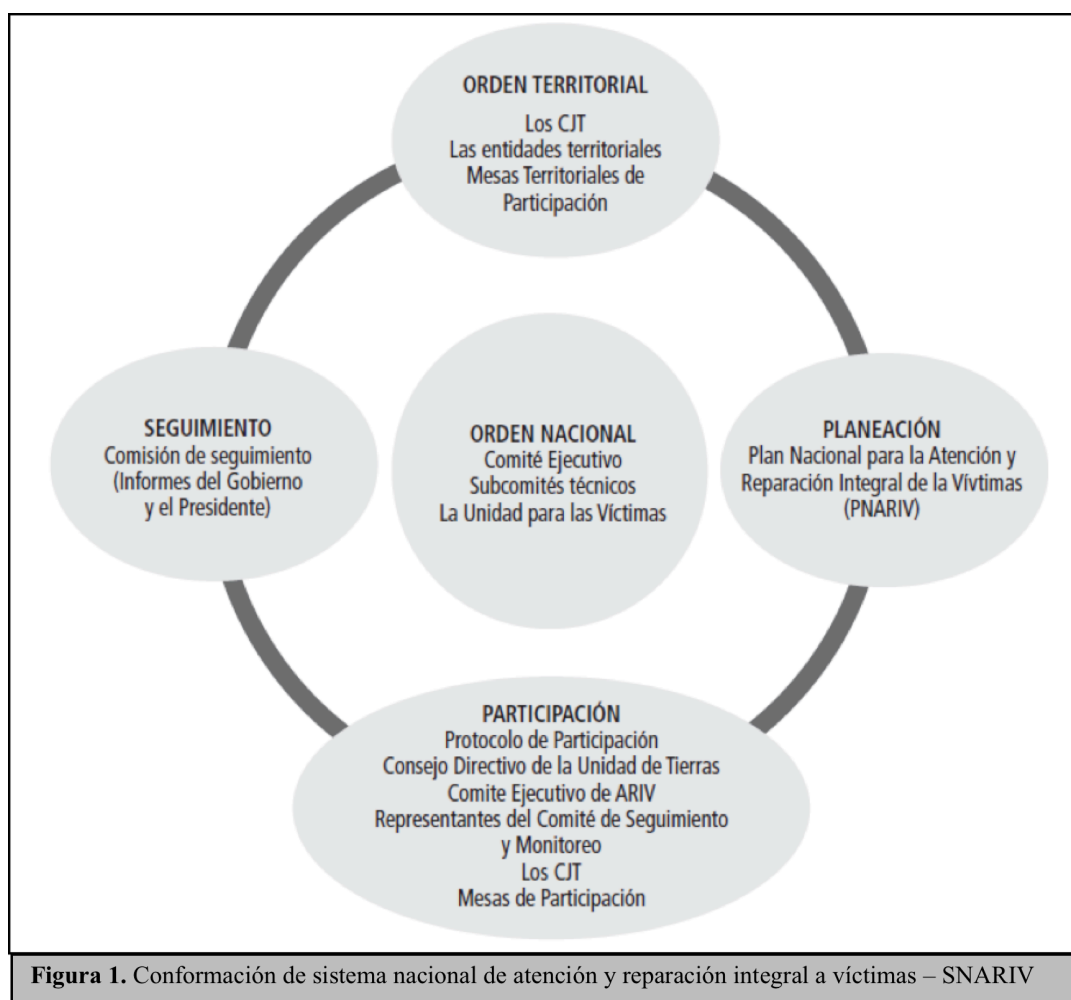 ORDEN TERRITORIAL
Los CJT
Las entidades territoriales
Mesas Territoriales de
Participación
SEGUIMIENTO
Comisión de seguimiento
(Informes del Gobierno
y el Presidente)
ORDEN NACIONAL
Comité Ejecutivo
Subcomités técnicos
La Unidad para las Víctimas
PLANEACIÓN
Plan Nacional para la Atención y
Reparación Integral de la Vívtimas
(PNARIV)
PARTICIPACIÓN
Protocolo de Participación
Consejo Directivo de la Unidad de Tierras
Comite Ejecutivo de ARIV
Representantes del Comité de Seguimiento
y Monitoreo
Los CJT
Mesas de Participación
Figura 1. Conformación de sistema nacional de atención y reparación integral a víctimas – SNARIV